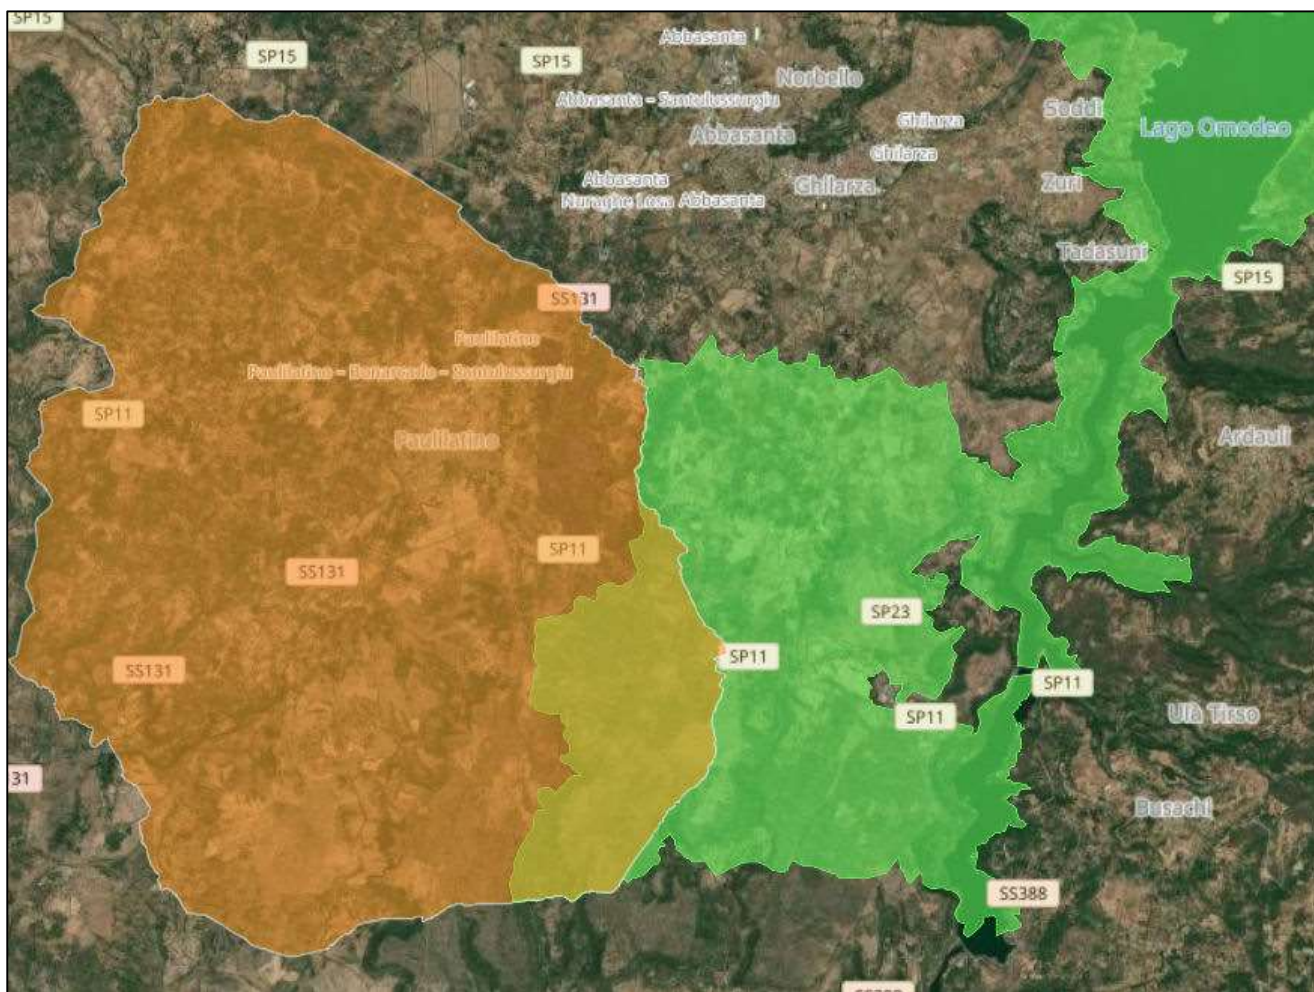 SP15
Abbasanta
SP15
SP15
Norbello
Abbasanta - Santulussurgiu
Soddì
Ghilarza
Lago Omodeo
Abbasanta
Ghilarza
Abbasanta
Zuri
Ghilarza
Nuraghe Losa Abbasanta
Tadasuni
SP15
SS131
Paulilatino
Paulilatino - Bonarcado - Santulussurgiu
SP11
Ardauli
Paulilatino
SP11
SS131
SP23
SP11
SS131
SP11
SP11
Ulà Tirso
31
Busachi
SS388